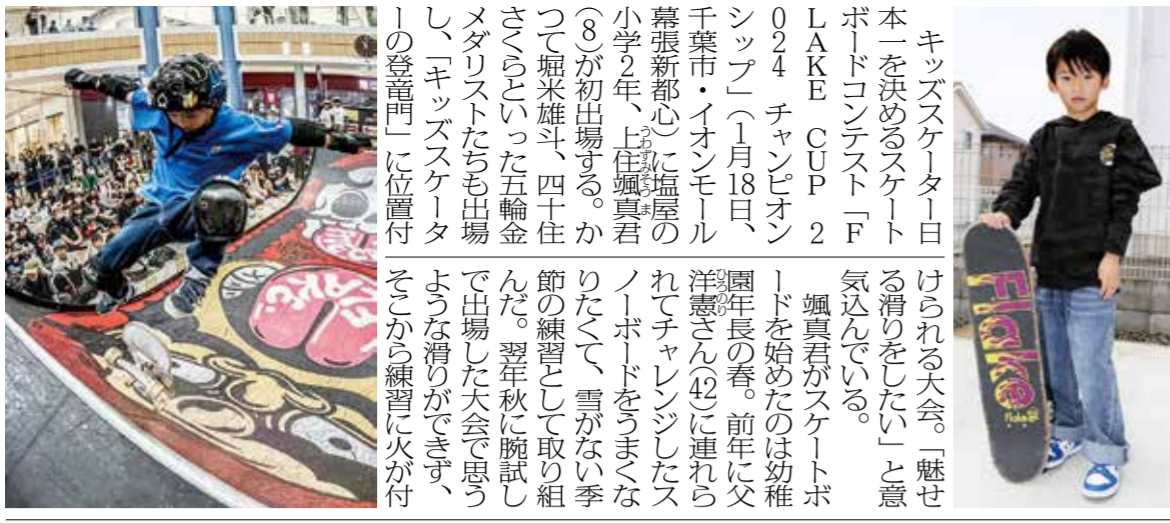 キッズスケーター日
本一を決めるスケート
ボードコンテスト「F
LAKE CUP 2
024 チャンピオン
シップ」（1月18日、
千葉市・イオンモール
幕張新都心）に塩屋の
小学2年、上住颯真君
うわずみそうま
（8）が初出場する。か
つて堀米雄斗、四十住
さくらといった五輪金
メダリストたちも出場
し、「キッズスケータ
ーの登竜門」に位置付
けられる大会。「魅せ
る滑りをしたい」と意
気込んでいる。
颯真君がスケートボ
ードを始めたのは幼稚
園年長の春。前年に父
洋憲さん（42）に連れら
ひろのり
れてチャレンジしたス
ノーボードをうまくな
りたくて、雪がない季
節の練習として取り組
んだ。翌年秋に腕試し
で出場した大会で思う
ような滑りができず、
そこから練習に火が付
Flake
flake